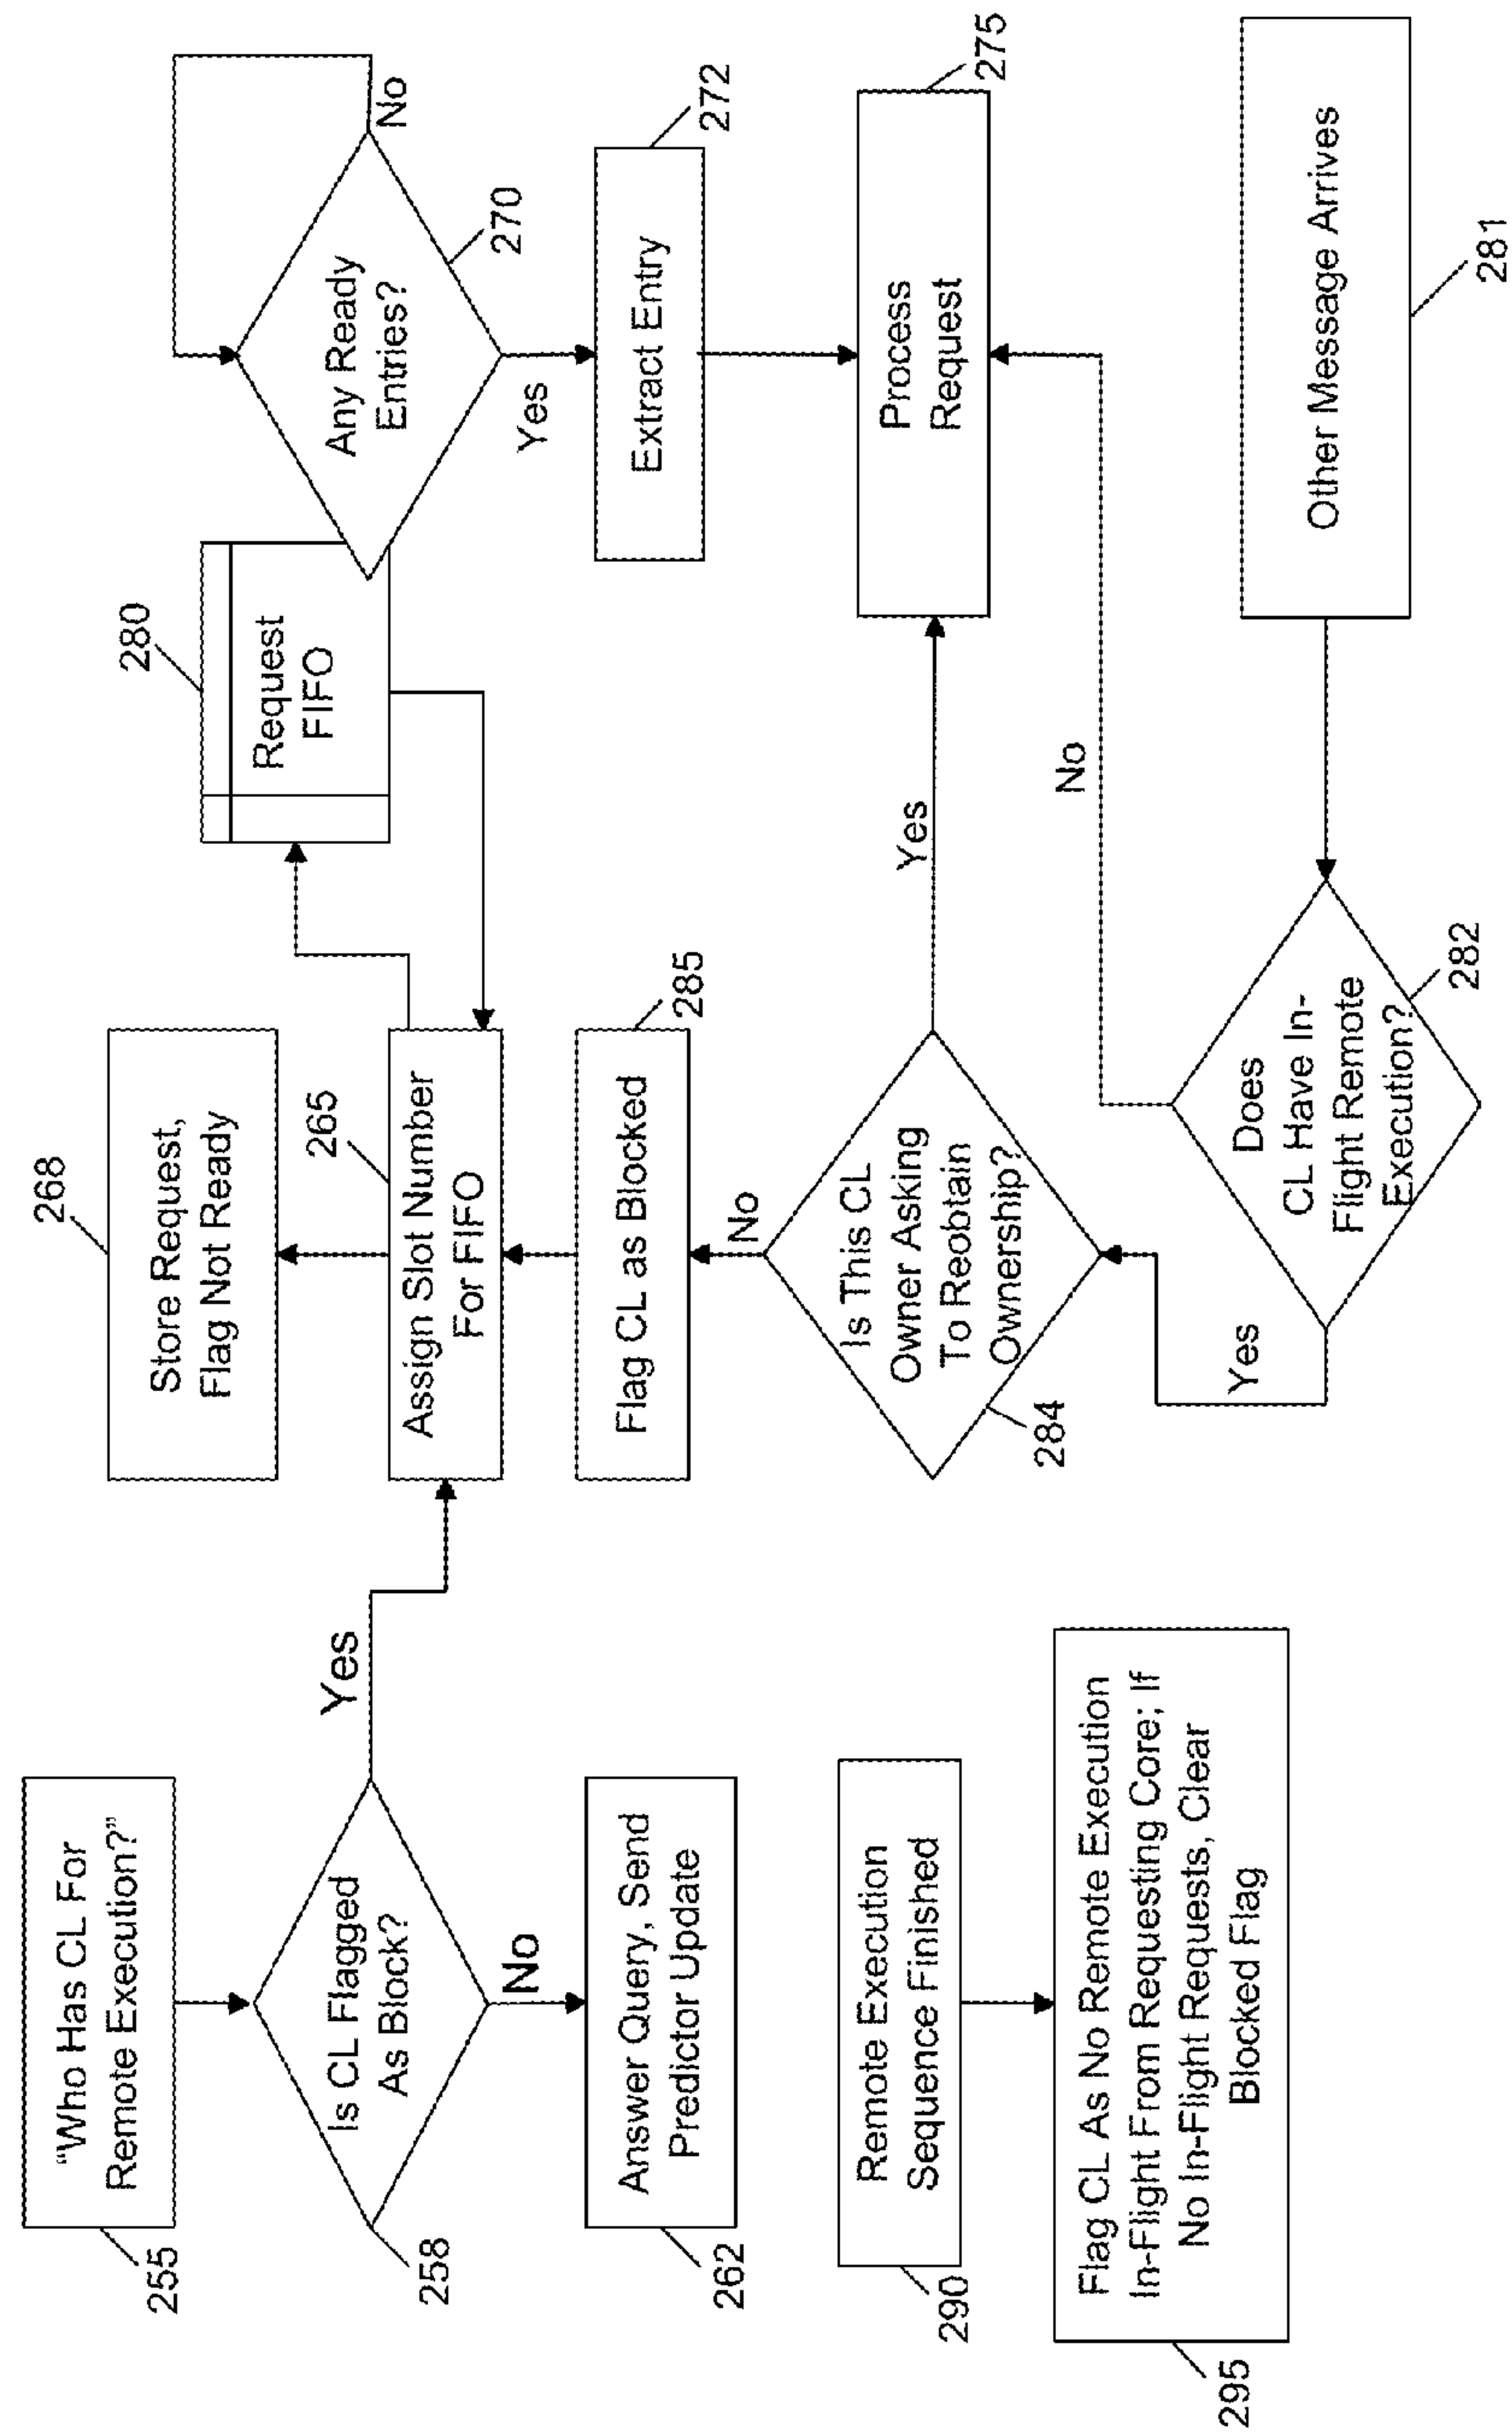 "Who Has CL For
Remote Execution?"
255
Is CL Flagged
As Block?
258
Yes
No
Answer Query, Send
Predictor Update
262
Remote Execution
Sequence Finished
290
Flag CL As No Remote Execution
In-Flight From Requesting Core; If
No In-Flight Requests, Clear
Blocked Flag
295
Store Request,
Flag Not Ready
268
Assign Slot Number
For FIFO
265
Flag CL as Blocked
285
No
Is This CL
Owner Asking
To Reobtain
Ownership?
284
Yes
Yes
Does
CL Have In-
Flight Remote
Execution?
282
No
Request
FIFO
280
Any Ready
Entries?
270
No
Yes
Extract Entry
272
Process
Request
275
Other Message Arrives
281